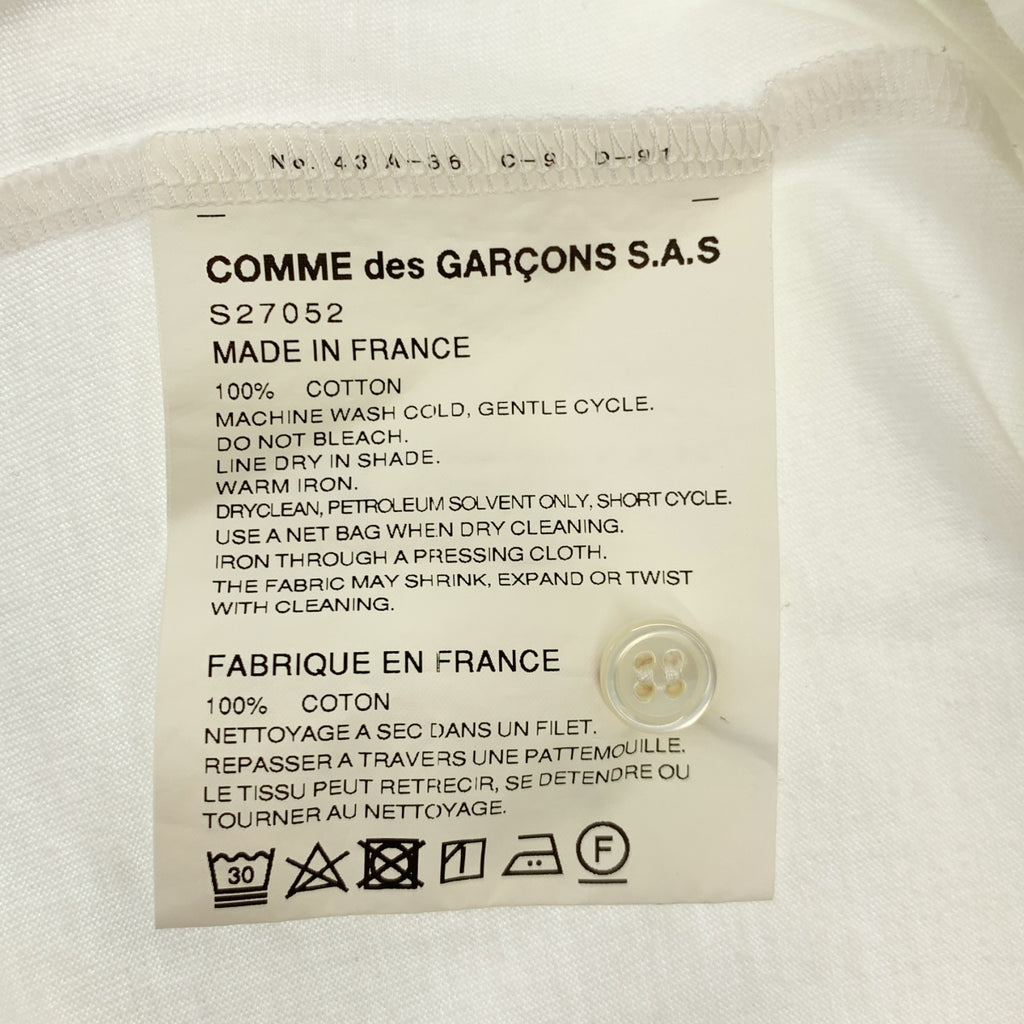 No. 43 A-36 C-9 D-91
COMME des GARÇONS S.A.S
S27052
MADE IN FRANCE
100% COTTON
MACHINE WASH COLD, GENTLE CYCLE.
DO NOT BLEACH.
LINE DRY IN SHADE.
WARM IRON.
DRYCLEAN, PETROLEUM SOLVENT ONLY, SHORT CYCLE.
USE A NET BAG WHEN DRY CLEANING.
IRON THROUGH A PRESSING CLOTH.
THE FABRIC MAY SHRINK, EXPAND OR TWIST
WITH CLEANING.
FABRIQUE EN FRANCE
100% COTON
NETTOYAGE A SEC DANS UN FILET.
REPASSER A TRAVERS UNE PATTEMOUILLE.
LE TISSU PEUT RETRECIR, SE DETENDRE OU
TOURNER AU NETTOYAGE.
30 F